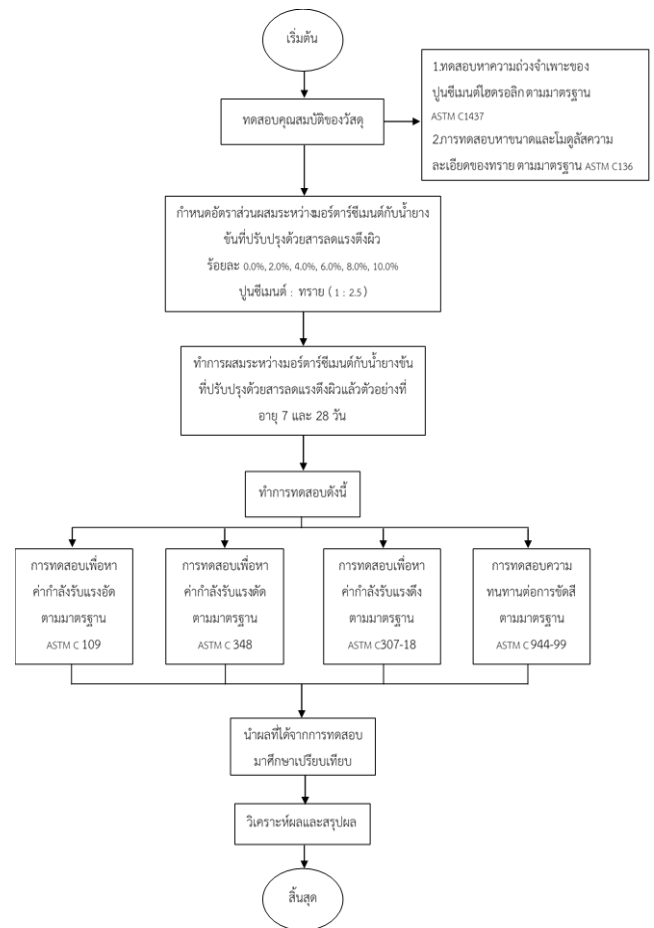 เริ่มต้น
ทดสอบคุณสมบัติของวัสดุ
1.ทดสอบหาความถ่วงจำเพาะของ
ปูนซีเมนต์ไฮดรอลิก ตามมาตรฐาน
ASTM C1437
2.การทดสอบหาขนาดและโมดูลัสความ
ละเอียดของทราย ตามมาตรฐาน ASTM C136
กำหนดอัตราส่วนผสมระหว่างมอร์ตาร์ซีเมนต์กับน้ำยาง
ข้นที่ปรับปรุงด้วยสารลดแรงตึงผิว
ร้อยละ 0.0%, 2.0%, 4.0%, 6.0%, 8.0%, 10.0%
ปูนซีเมนต์ : ทราย ( 1 : 2.5 )
ทำการผสมระหว่างมอร์ตาร์ซีเมนต์กับน้ำยางข้น
ที่ปรับปรุงด้วยสารลดแรงตึงผิวแล้วตัวอย่างที่
อายุ 7 และ 28 วัน
ทำการทดสอบดังนี้
การทดสอบเพื่อหา
ค่ากำลังรับแรงอัด
ตามมาตรฐาน
ASTM C 109
การทดสอบเพื่อหา
ค่ากำลังรับแรงดัด
ตามมาตรฐาน
ASTM C 348
การทดสอบเพื่อหา
ค่ากำลังรับแรงดึง
ตามมาตรฐาน
ASTM C307-18
การทดสอบความ
ทนทานต่อการขัดสี
ตามมาตรฐาน
ASTM C 944-99
นำผลที่ได้จากการทดสอบ
มาศึกษาเปรียบเทียบ
วิเคราะห์ผลและสรุปผล
สิ้นสุด